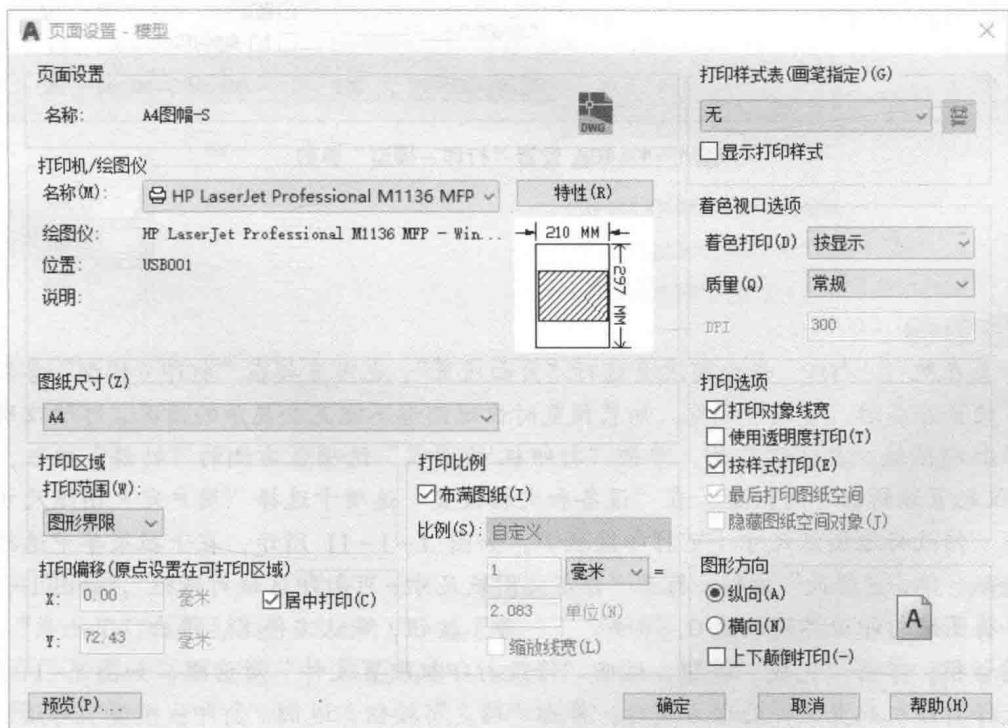 页面设置 - 模型
页面设置
名称: A4图幅-S
DWG
打印机/绘图仪
名称(M): HP LaserJet Professional M1136 MFP
特性(R)
绘图仪: HP LaserJet Professional M1136 MFP - Win...
位置: USB001
说明:
210 MM
297 MM
图纸尺寸(Z)
A4
打印区域
打印范围(W):
图形界限
打印偏移(原点设置在可打印区域)
X: 0.00 毫米
居中打印(C)
Y: 72.43 毫米
打印比例
布满图纸(I)
比例(S): 自定义
1 毫米 =
2.083 单位(N)
缩放线宽(L)
打印样式表(画笔指定)(G)
无
显示打印样式
着色视口选项
着色打印(D) 按显示
质量(Q) 常规
DPI 300
打印选项
打印对象线宽
使用透明度打印(T)
按样式打印(E)
最后打印图纸空间
隐藏图纸空间对象(J)
图形方向
纵向(A)
横向(N)
上下颠倒打印(-)
A
预览(P)...
确定
取消
帮助(H)